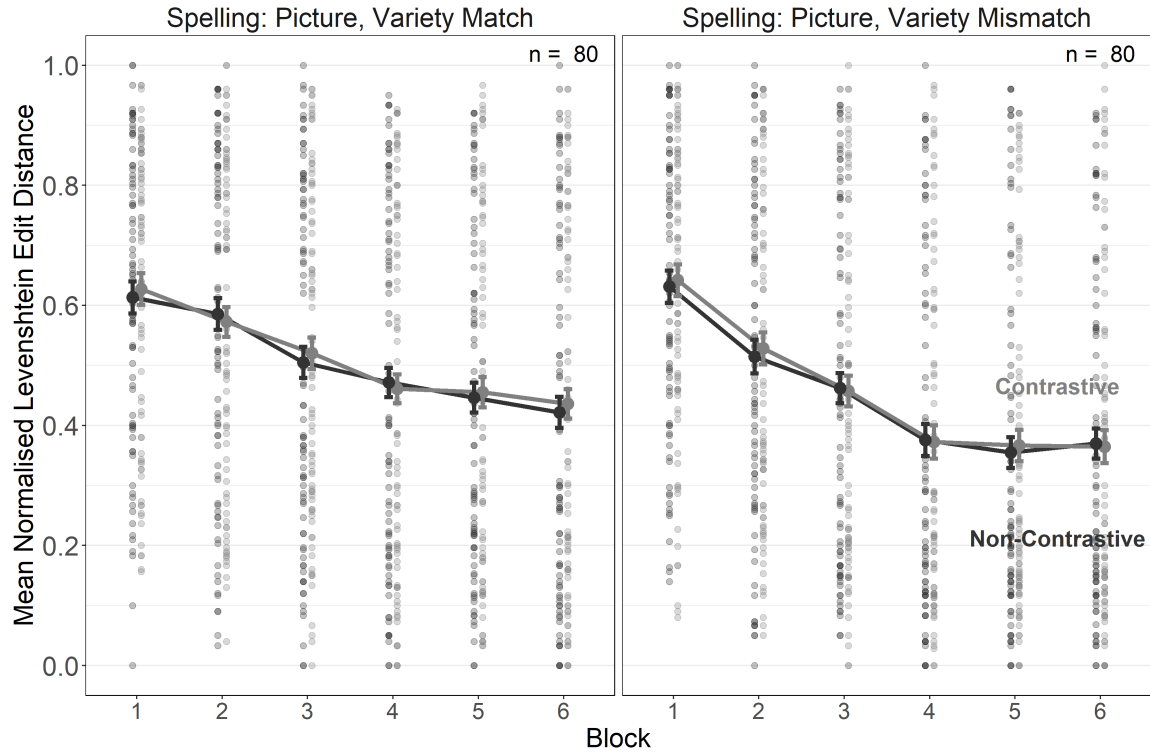 Spelling: Picture, Variety Match
Spelling: Picture, Variety Mismatch
n = 80
n = 80
Mean Normalised Levenshtein Edit Distance
1.0
0.8
0.6
0.4
0.2
0.0
Contrastive
Non-Contrastive
1 2 3 4 5 6
1 2 3 4 5 6
Block